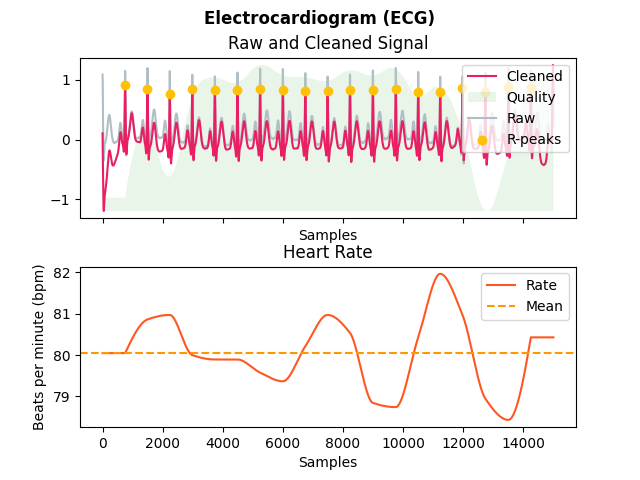 Electrocardiogram (ECG)
Raw and Cleaned Signal
1
0
−1
Cleaned
Quality
Raw
R-peaks
Samples
Heart Rate
Beats per minute (bpm)
82
81
80
79
Rate
Mean
0 2000 4000 6000 8000 10000 12000 14000
Samples